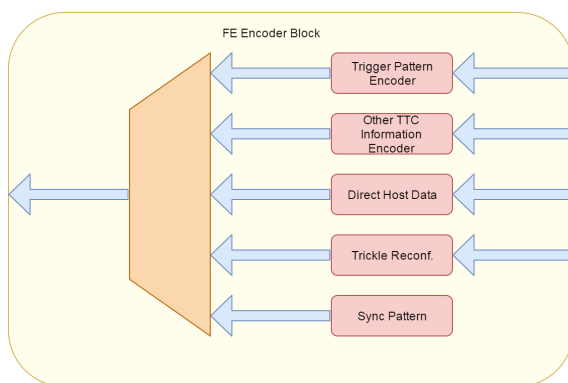 FE Encoder Block
Trigger Pattern
Encoder
Other TTC
Information
Encoder
Direct Host Data
Trickle Reconf.
Sync Pattern